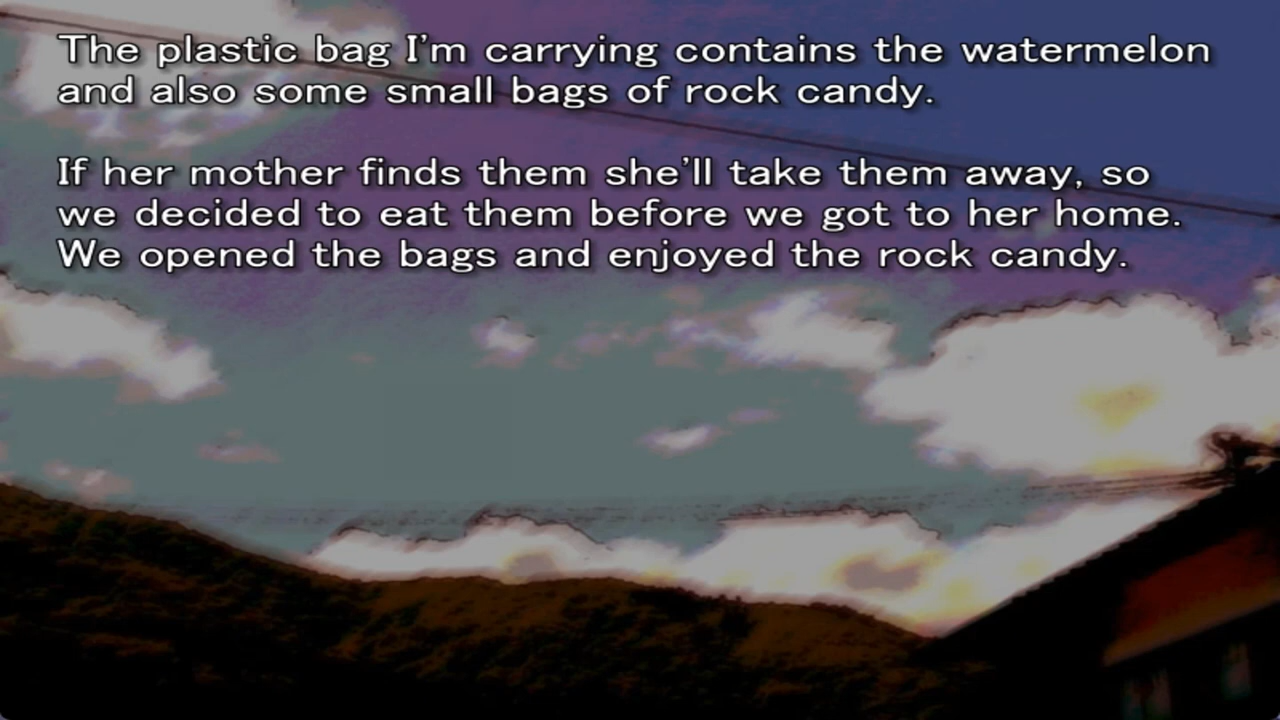 The plastic bag I'm carrying contains the watermelon
and also some small bags of rock candy.
If her mother finds them she'll take them away, so
we decided to eat them before we got to her home.
We opened the bags and enjoyed the rock candy.